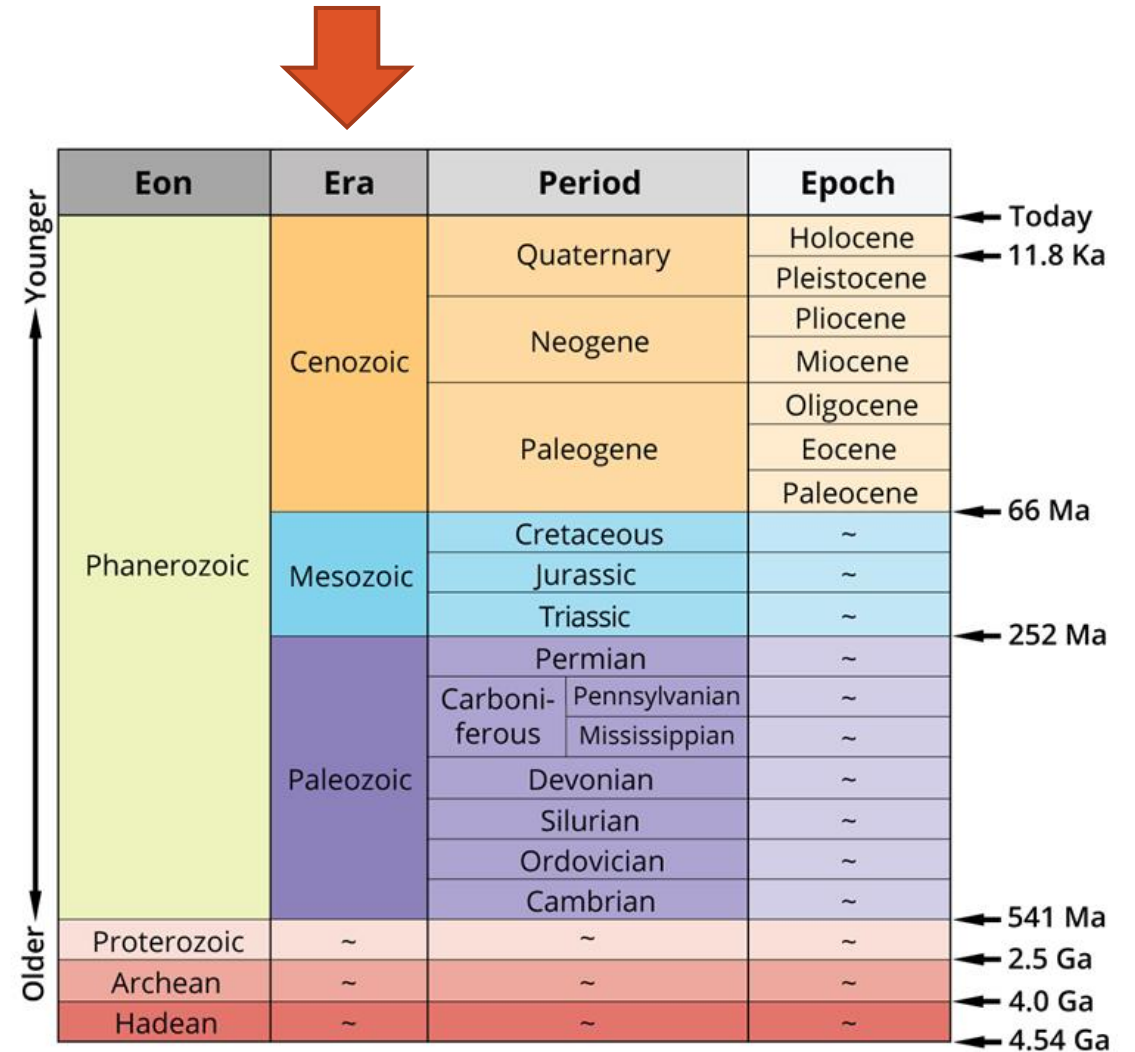 Eon Era Period Epoch
Younger
Older
Today
Holocene
11.8 Ka
Quaternary
Pleistocene
Pliocene
Neogene
Miocene
Cenozoic
Oligocene
Paleogene
Eocene
Paleocene
66 Ma
Phanerozoic
Mesozoic
Cretaceous ~
Jurassic ~
Triassic ~
252 Ma
Paleozoic
Permian ~
Carboni-
ferous
Pennsylvanian ~
Mississippian ~
Devonian ~
Silurian ~
Ordovician ~
Cambrian ~
541 Ma
Proterozoic ~ ~ ~
2.5 Ga
Archean ~ ~ ~
4.0 Ga
Hadean ~ ~ ~
4.54 Ga